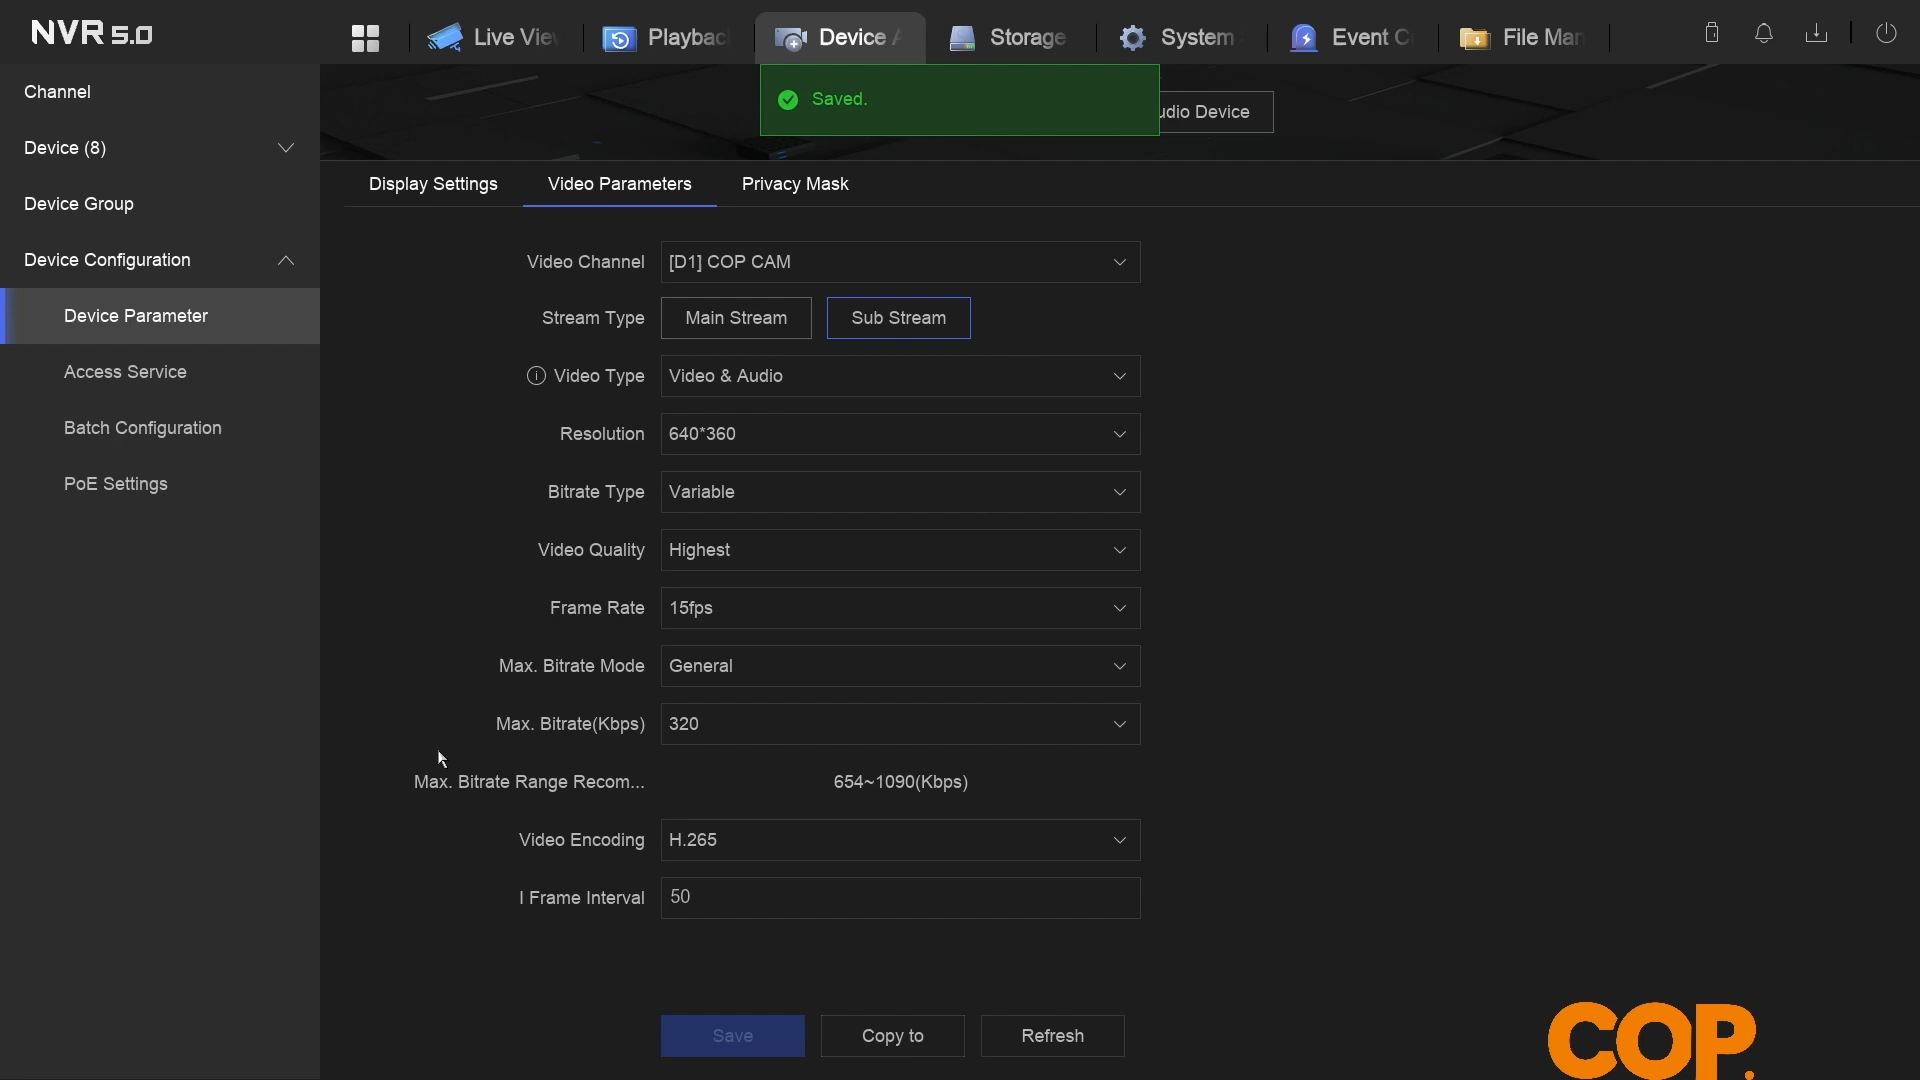 NVR 5.0
Live Vie
Playbac
Device A
Storage
System
Event C
File Man
Saved.
udio Device
Channel
Device (8)
Device Group
Device Configuration
Device Parameter
Access Service
Batch Configuration
PoE Settings
Display Settings
Video Parameters
Privacy Mask
Video Channel
[D1] COP CAM
Stream Type
Main Stream
Sub Stream
Video Type
Video & Audio
Resolution
640*360
Bitrate Type
Variable
Video Quality
Highest
Frame Rate
15fps
Max. Bitrate Mode
General
Max. Bitrate(Kbps)
320
Max. Bitrate Range Recom...
654~1090(Kbps)
Video Encoding
H.265
I Frame Interval
50
Save
Copy to
Refresh
COP.